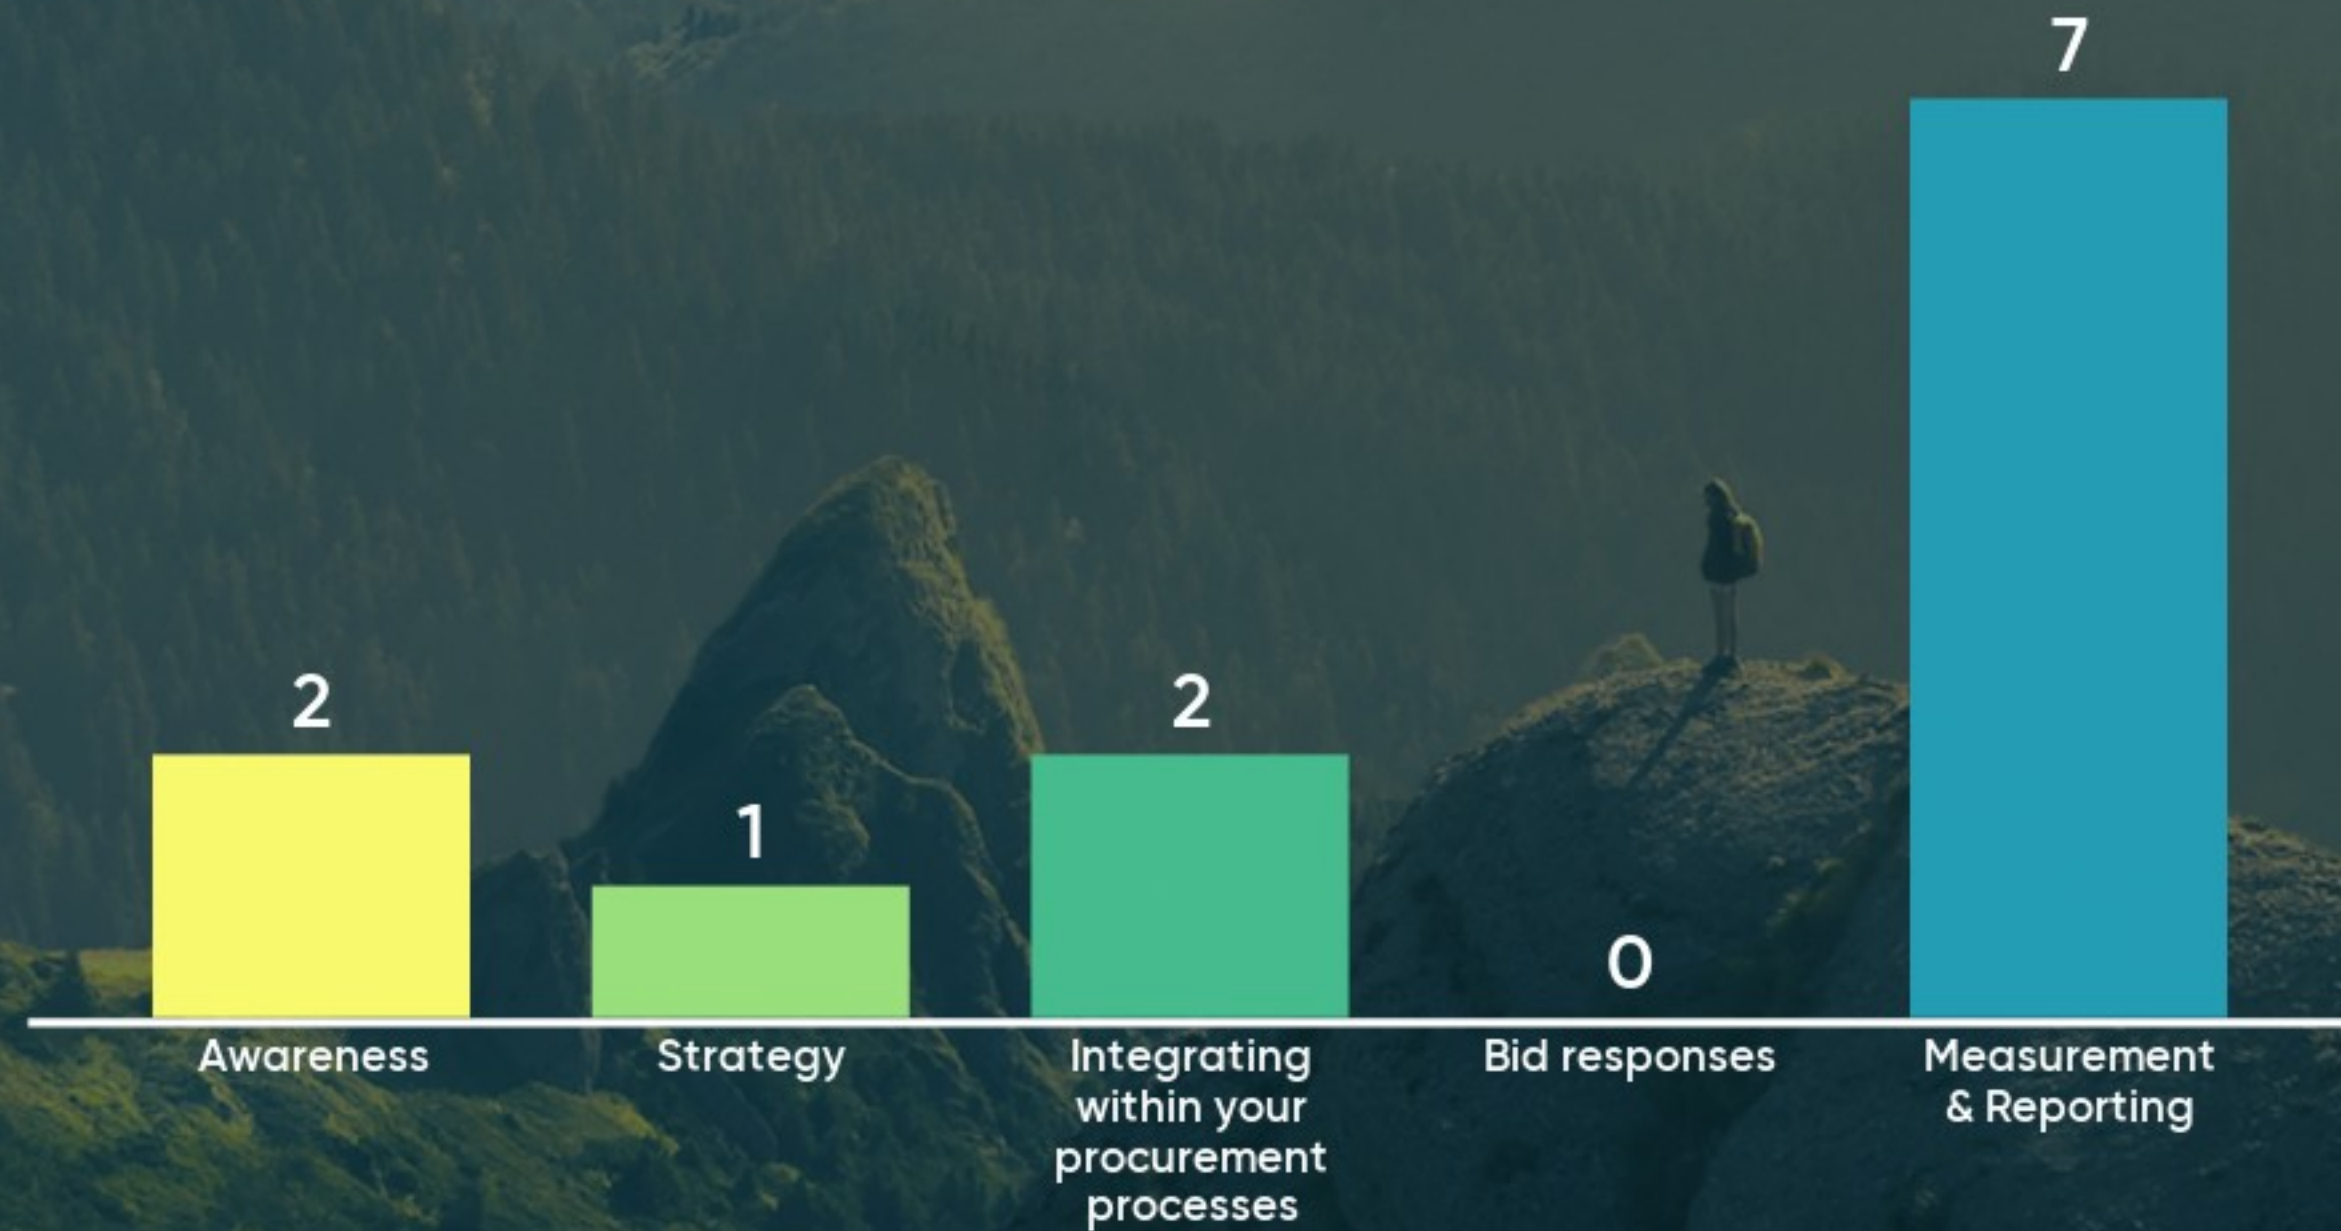 7
2
2
1
0
Awareness
Strategy
Integrating
within your
procurement
processes
Bid responses
Measurement
& Reporting